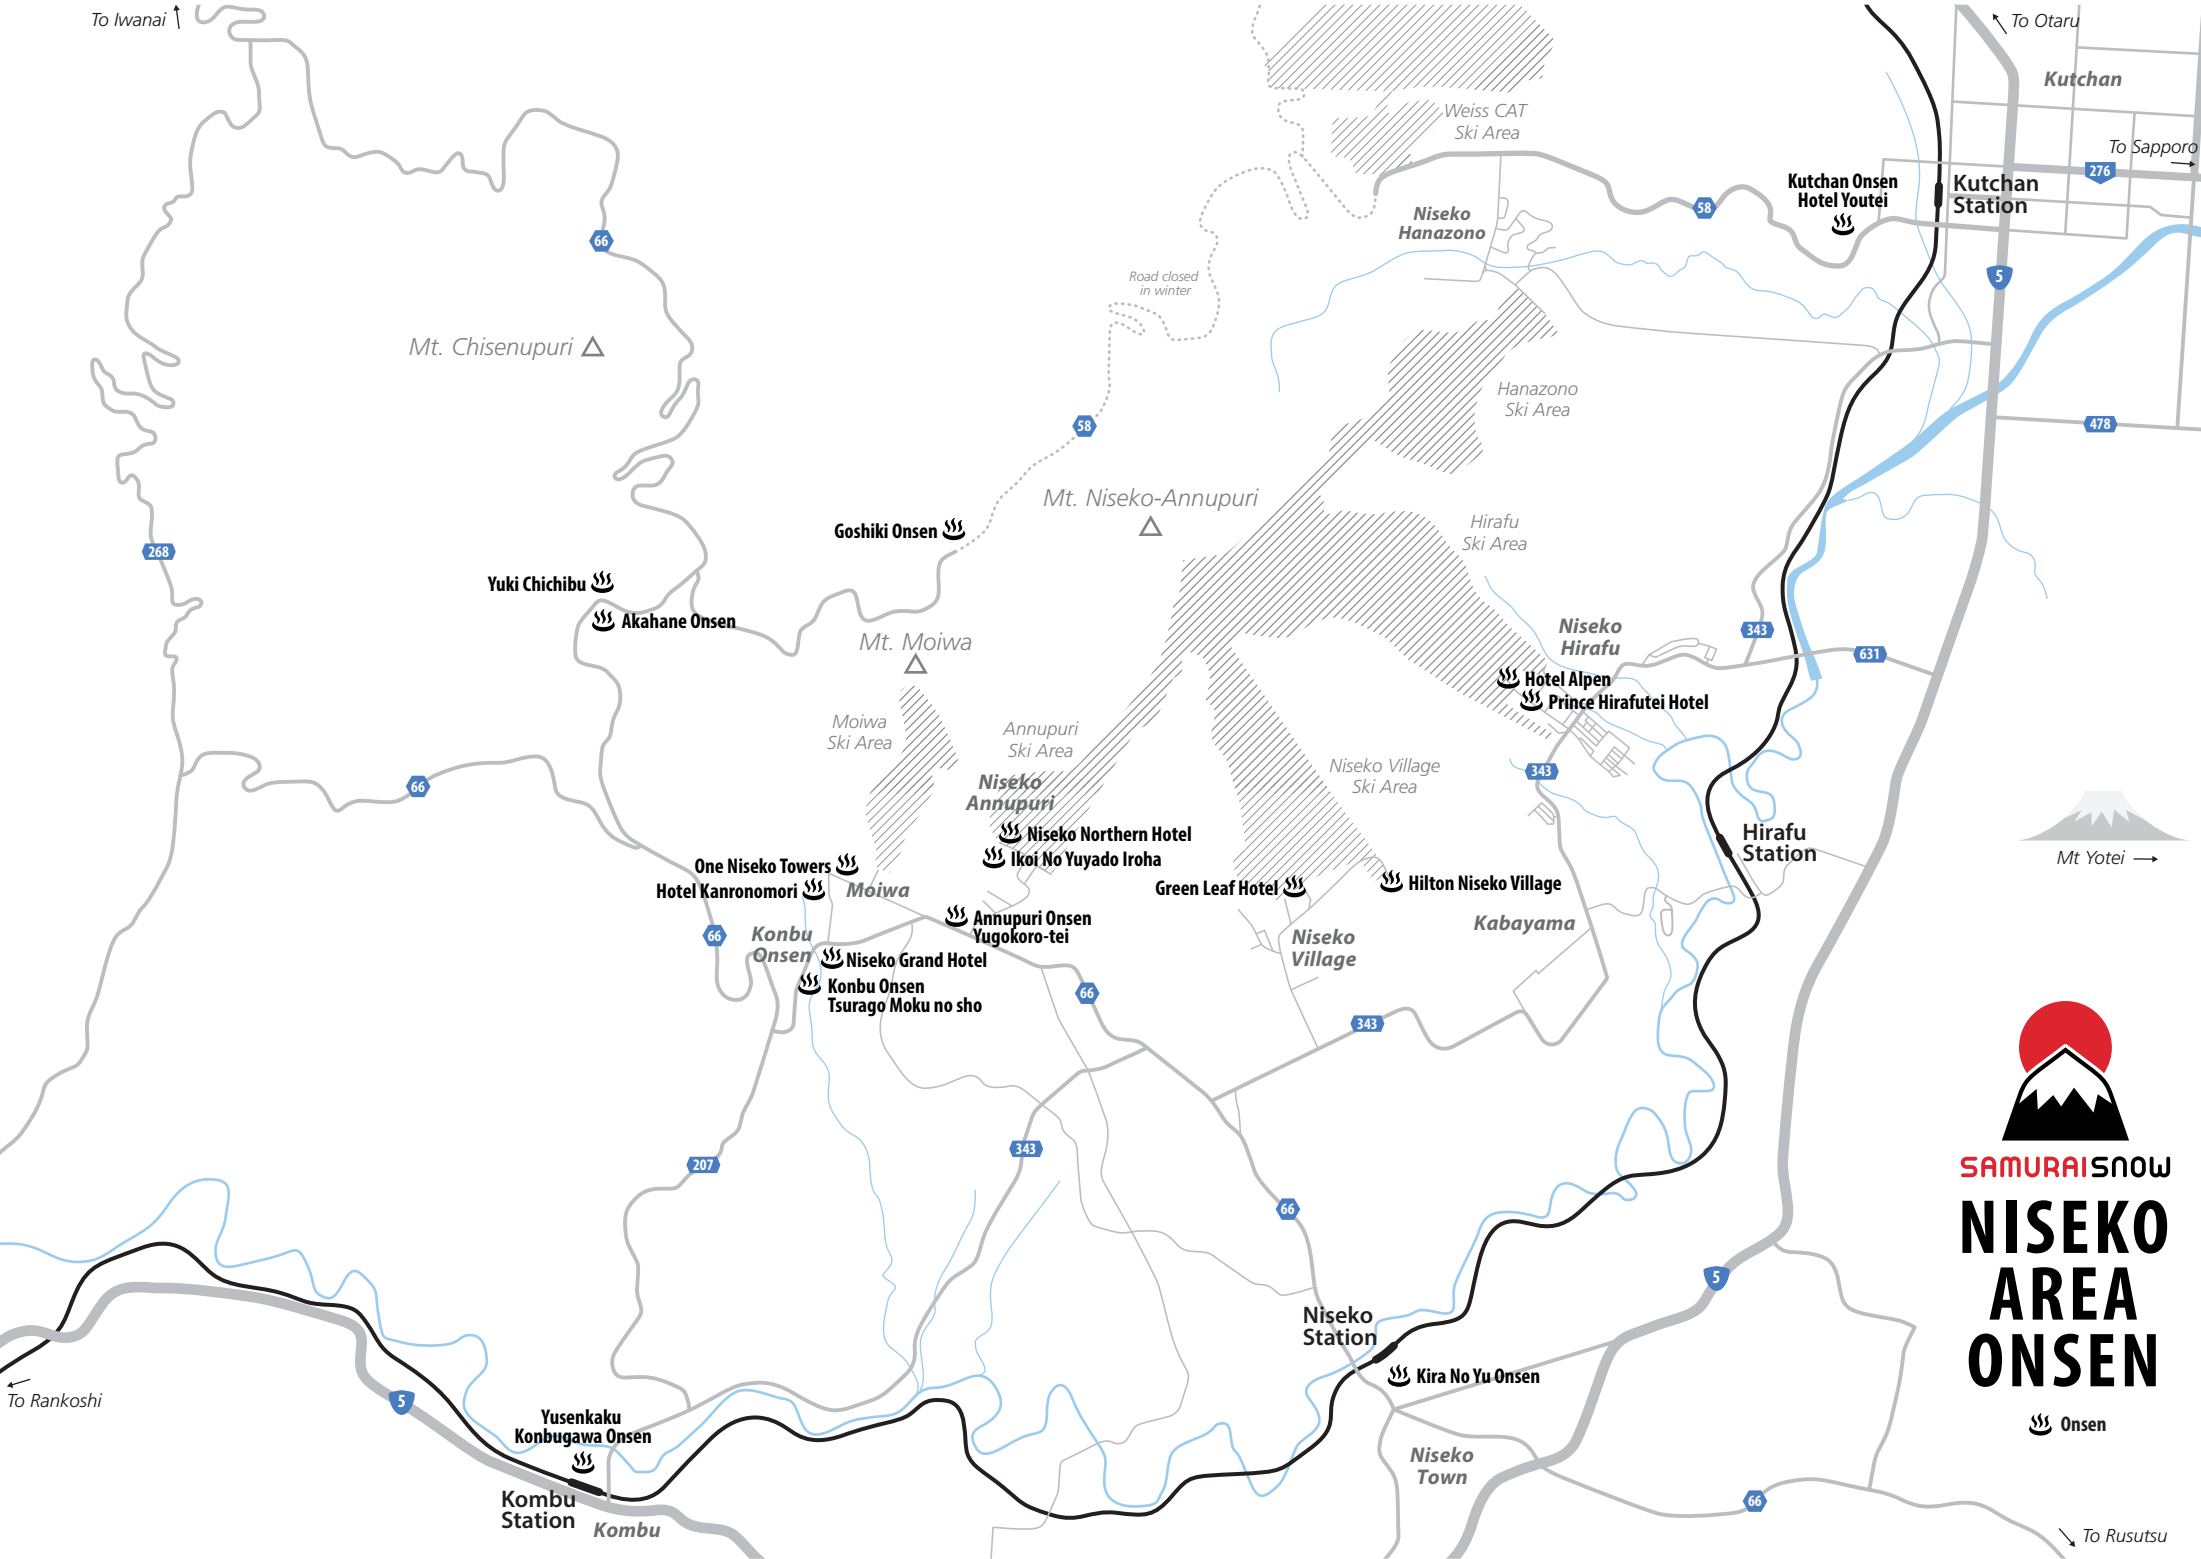 To Iwanai
To Otaru
Kutchan
Weiss CAT
Ski Area
To Sapporo
276
Kutchan Onsen
Hotel Youtei
Kutchan
Station
58
Niseko
Hanazono
66
Road closed
in winter
5
Mt. Chisenupuri
Hanazono
Ski Area
58
478
Mt. Niseko-Annupuri
Goshiki Onsen
Hirafu
Ski Area
268
Yuki Chichibu
Akahane Onsen
Mt. Moiwa
Niseko
Hirafu
343
631
Hotel Alpen
Prince Hirafutei Hotel
Moiwa
Ski Area
Annupuri
Ski Area
Niseko Village
Ski Area
343
66
Niseko
Annupuri
Niseko Northern Hotel
Ikoi No Yuyado Iroha
Hirafu
Station
Mt Yotei
One Niseko Towers
Hotel Kanronomori
Moiwa
Green Leaf Hotel
Hilton Niseko Village
Annupuri Onsen
Yugokoro-tei
Kabayama
66
Konbu
Onsen
Niseko
Village
Niseko Grand Hotel
Konbu Onsen
Tsurago Moku no sho
66
343
343
207
SAMURAISNOW
66
NISEKO
AREA
ONSEN
5
Niseko
Station
Kira No Yu Onsen
To Rankoshi
5
Yusenkaku
Konbugawa Onsen
Onsen
Niseko
Town
Kombu
Station
Kombu
66
To Rusutsu